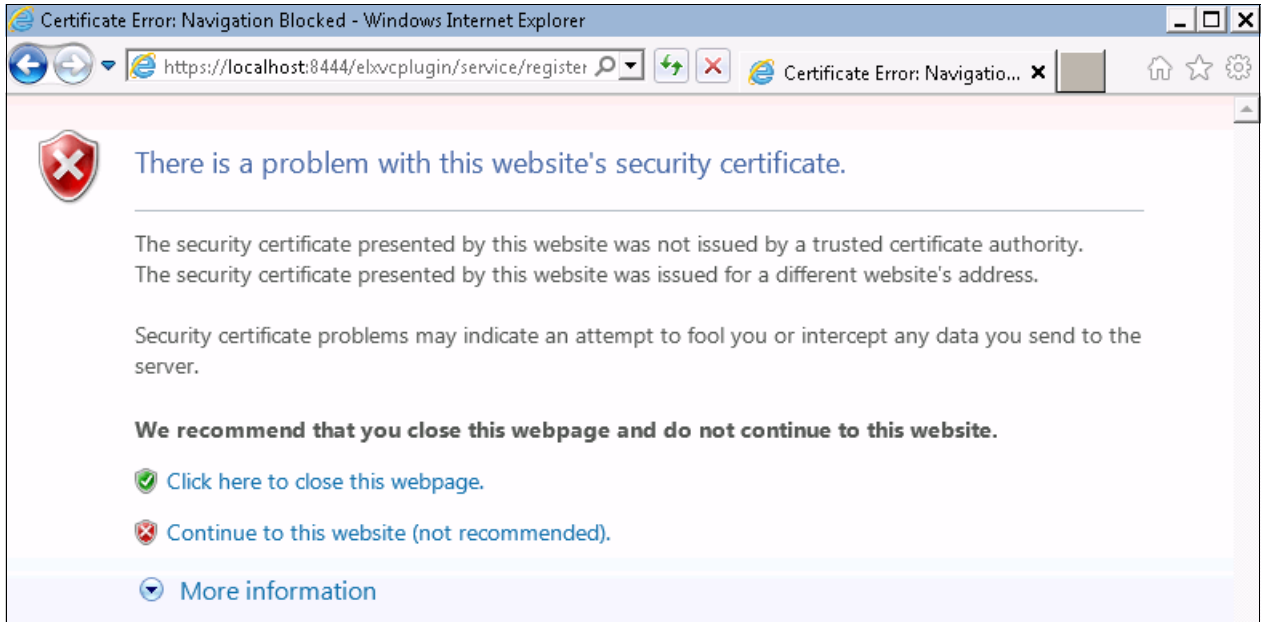 Certificate Error: Navigation Blocked - Windows Internet Explorer
https://localhost:8444/elxvcplugin/service/register
Certificate Error: Navigatio...
There is a problem with this website's security certificate.
The security certificate presented by this website was not issued by a trusted certificate authority.
The security certificate presented by this website was issued for a different website's address.
Security certificate problems may indicate an attempt to fool you or intercept any data you send to the
server.
We recommend that you close this webpage and do not continue to this website.
Click here to close this webpage.
Continue to this website (not recommended).
More information